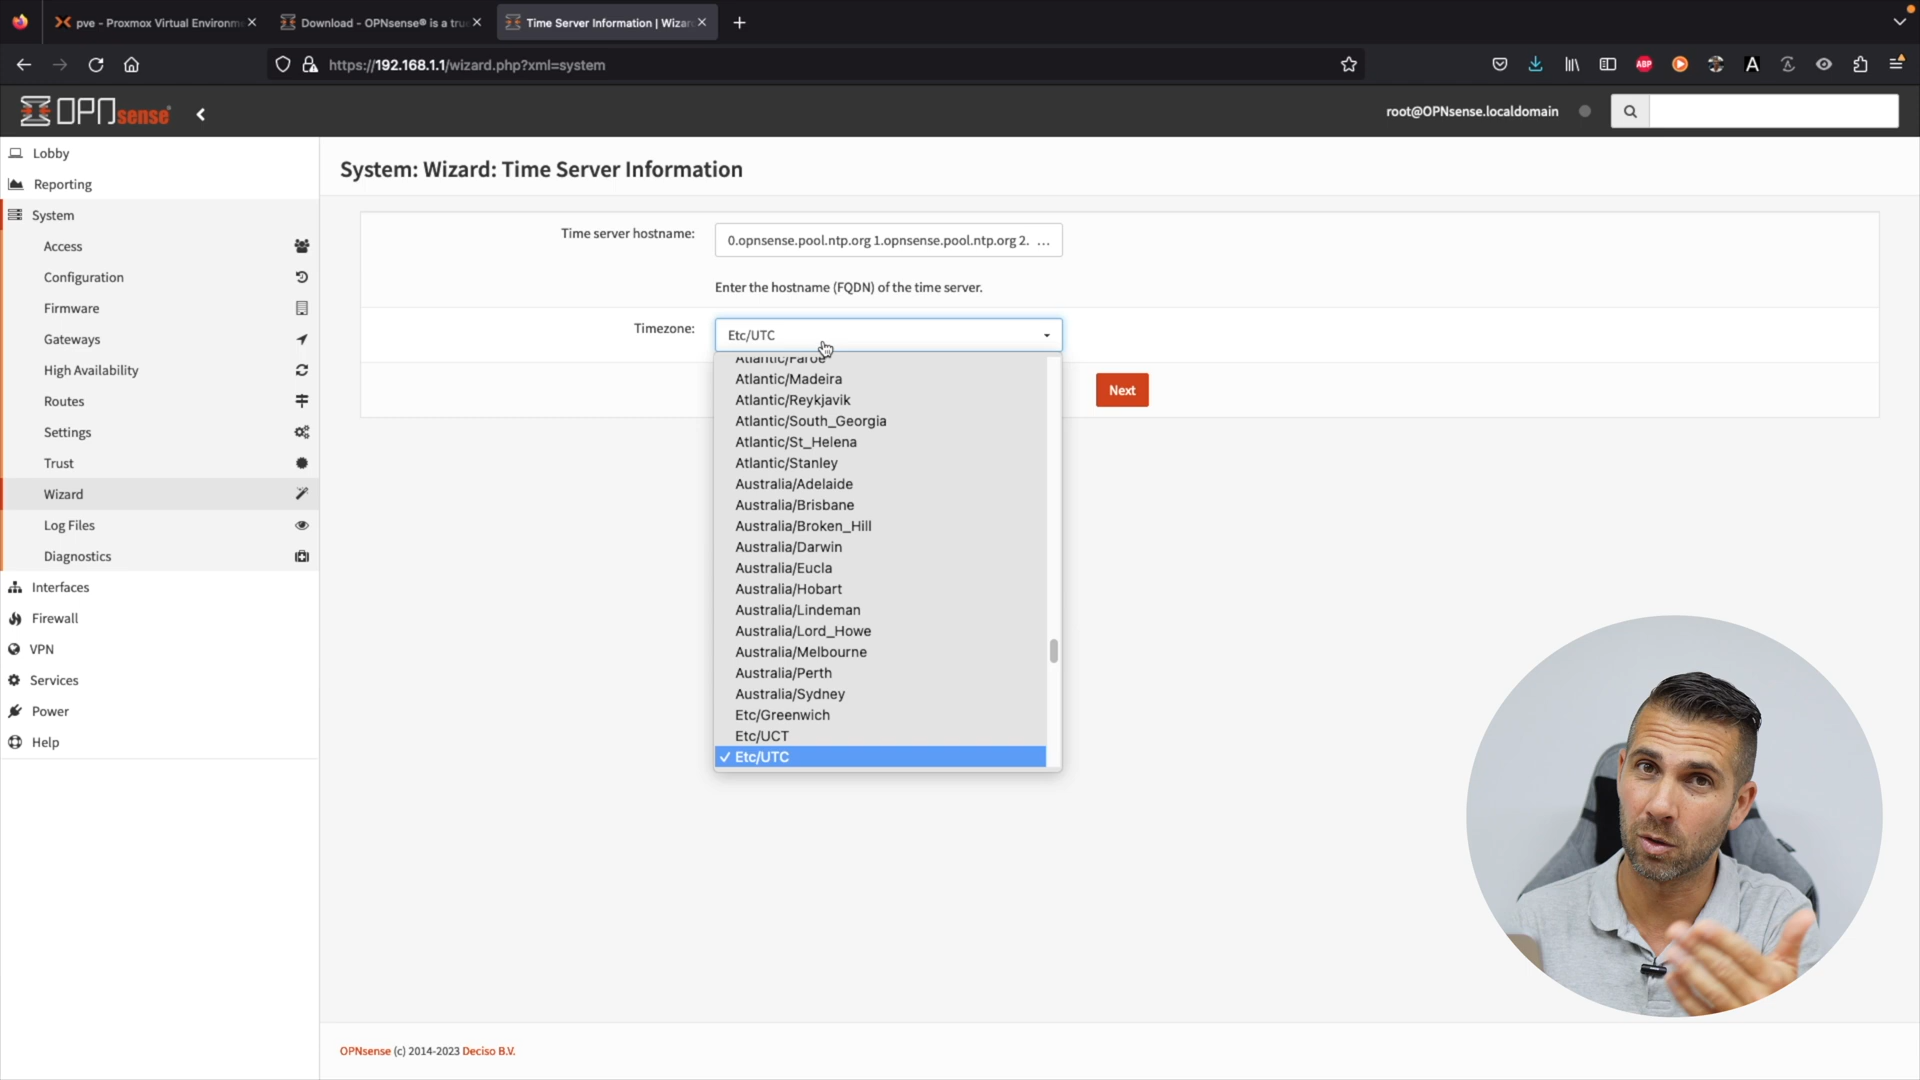 pve - Proxmox Virtual Environm
Download - OPNsense® is a tru
Time Server Information | Wizar
https://192.168.1.1/wizard.php?xml=system
ABP
A
OPNsense
root@OPNsense.localdomain
Lobby
Reporting
System
Access
Configuration
Firmware
Gateways
High Availability
Routes
Settings
Trust
Wizard
Log Files
Diagnostics
Interfaces
Firewall
VPN
Services
Power
Help
System: Wizard: Time Server Information
Time server hostname:
0.opnsense.pool.ntp.org 1.opnsense.pool.ntp.org 2. ...
Enter the hostname (FQDN) of the time server.
Timezone:
Etc/UTC
Atlantic/Faroe
Atlantic/Madeira
Atlantic/Reykjavik
Atlantic/South_Georgia
Atlantic/St_Helena
Atlantic/Stanley
Australia/Adelaide
Australia/Brisbane
Australia/Broken_Hill
Australia/Darwin
Australia/Eucla
Australia/Hobart
Australia/Lindeman
Australia/Lord_Howe
Australia/Melbourne
Australia/Perth
Australia/Sydney
Etc/Greenwich
Etc/UCT
Etc/UTC
Next
OPNsense (c) 2014-2023 Deciso B.V.